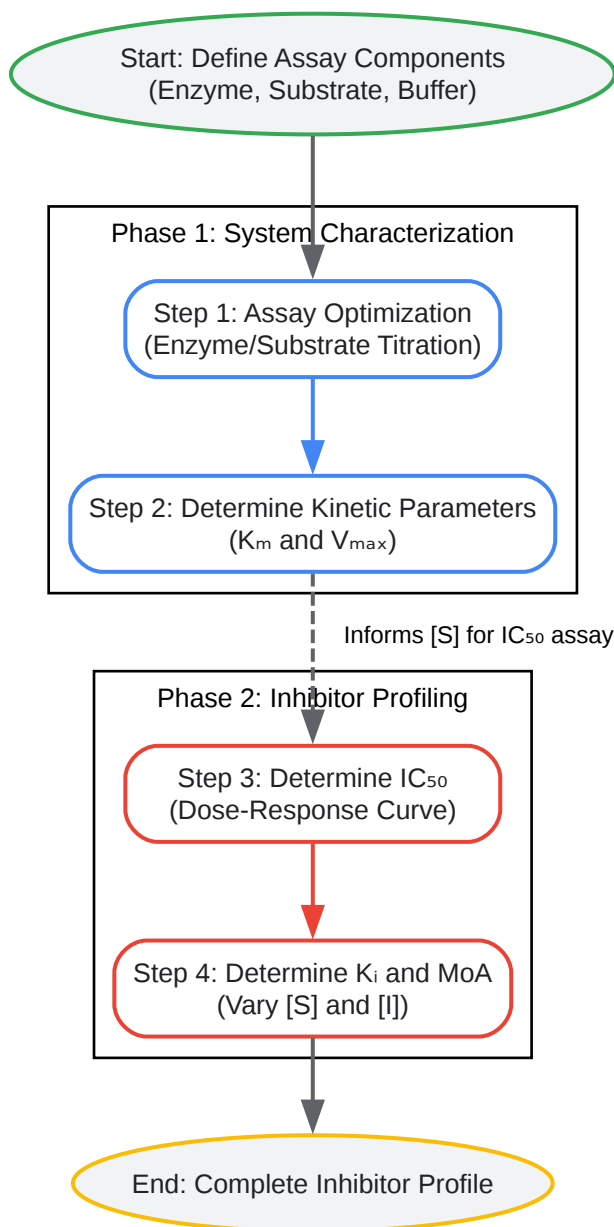 Start: Define Assay Components
(Enzyme, Substrate, Buffer)
Phase 1: System Characterization
Step 1: Assay Optimization
(Enzyme/Substrate Titration)
Step 2: Determine Kinetic Parameters
(Kₘ and Vₘₐₓ)
Informs [S] for IC₅₀ assay
Phase 2: Inhibitor Profiling
Step 3: Determine IC₅₀
(Dose-Response Curve)
Step 4: Determine Kᵢ and MoA
(Vary [S] and [I])
End: Complete Inhibitor Profile